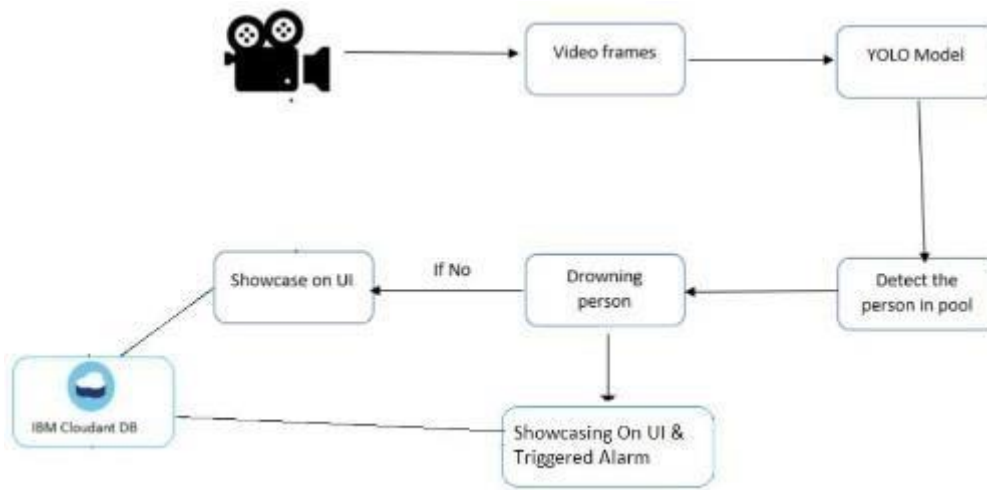 Video frames
YOLO Model
Showcase on UI
If No
Drowning
person
Detect the
person in pool
IBM Cloudant DB
Showcasing On UI &
Triggered Alarm